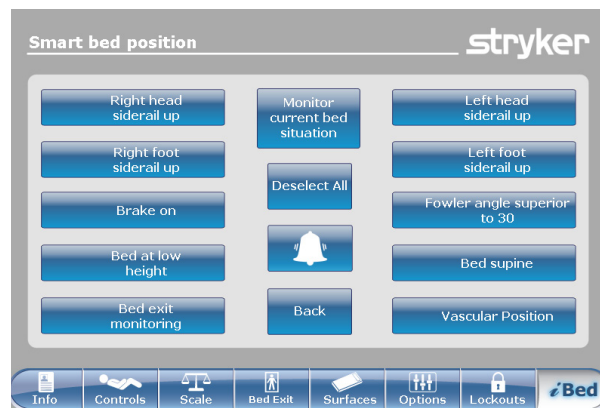 Smart bed position
stryker
Right head
siderail up
Monitor
current bed
situation
Left head
siderail up
Right foot
siderail up
Deselect All
Left foot
siderail up
Brake on
Fowler angle superior
to 30
Bed at low
height
Bed supine
Bed exit
monitoring
Back
Vascular Position
Info
Controls
Scale
Bed Exit
Surfaces
Options
Lockouts
iBed